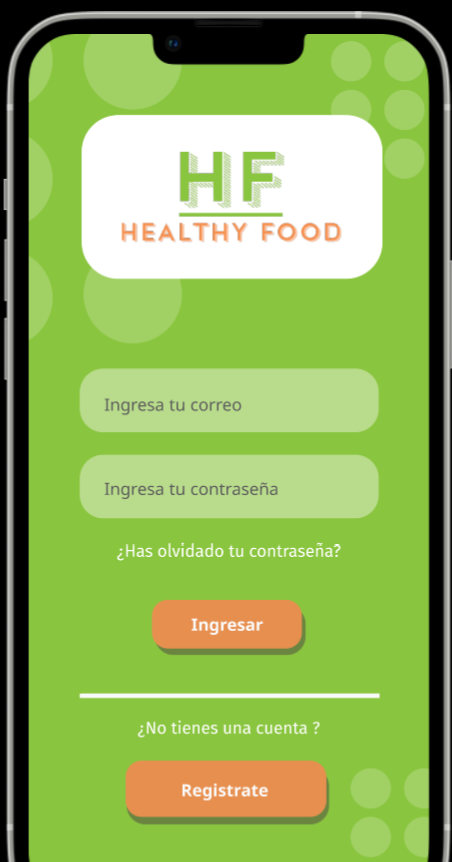 HF
HEALTHY FOOD
Ingresa tu correo
Ingresa tu contraseña
¿Has olvidado tu contraseña?
Ingresar
¿No tienes una cuenta ?
Registrate